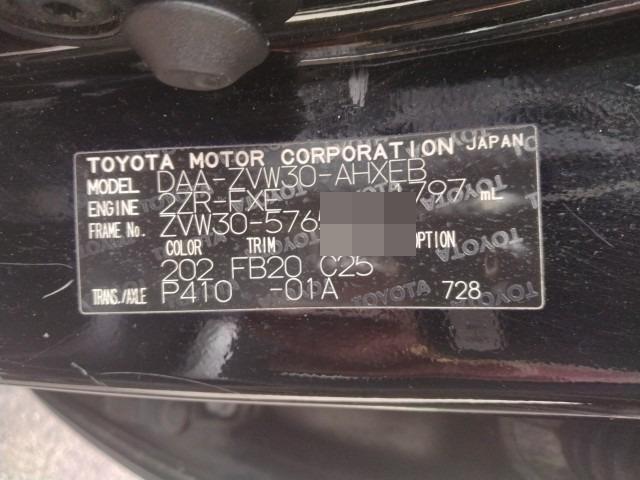 TOYOTA MOTOR CORPORATION JAPAN
MODEL DAA-ZVW30-AHXEB
ENGINE 2ZR-FXE 1797 mL
FRAME No. ZVW30-576
COLOR TRIM OPTION
202 FB20 C25
TRANS./AXLE P410 -01A 728